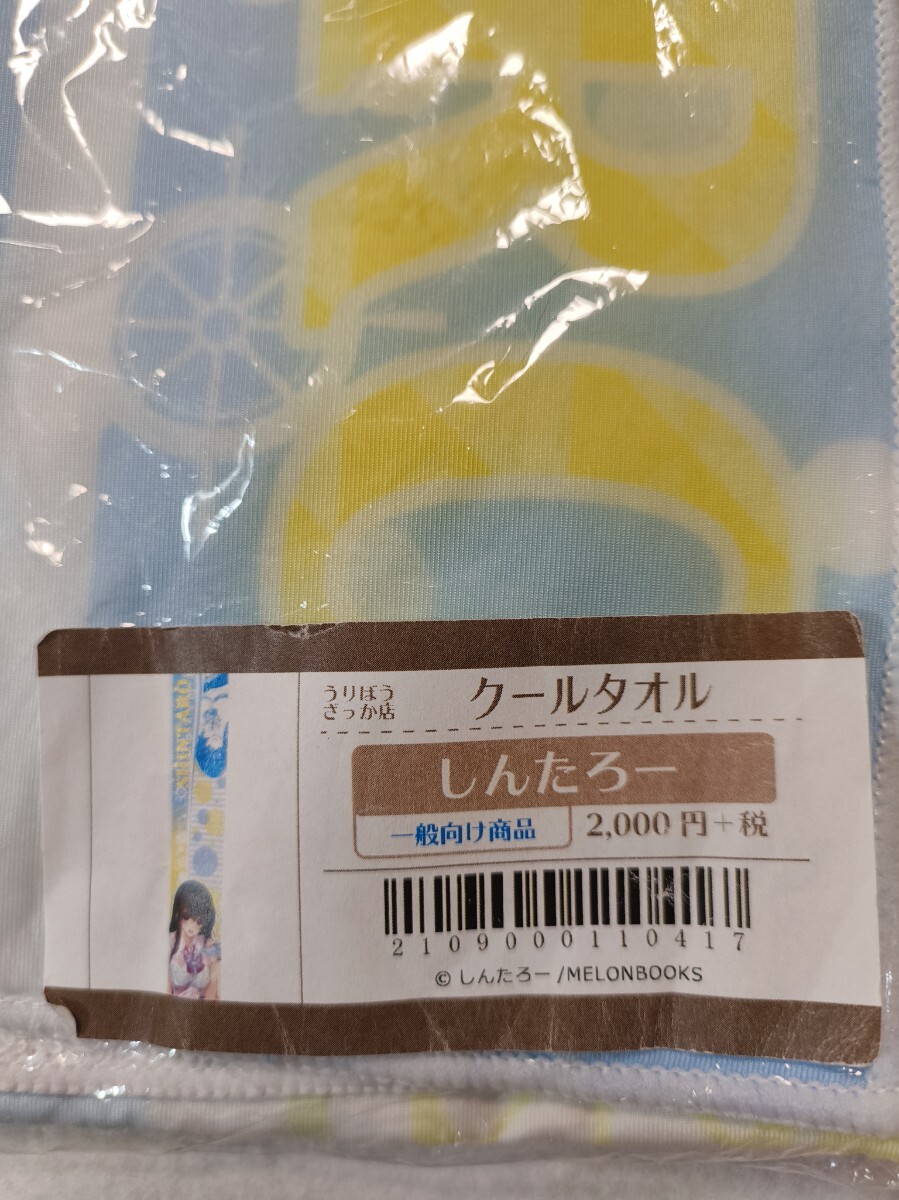 うりぼう
ざっか店
クールタオル
しんたろー
一般向け商品
2,000円+税
2109000110417
© しんたろー/MELONBOOKS
SHINTARO